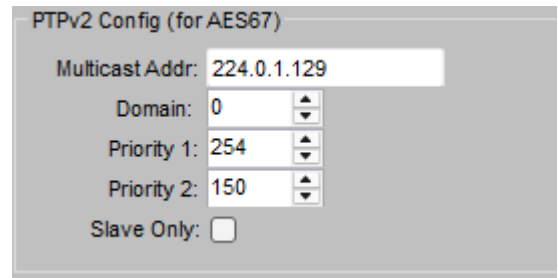 PTPv2 Config (for AES67)
Multicast Addr: 224.0.1.129
Domain: 0
Priority 1: 254
Priority 2: 150
Slave Only: